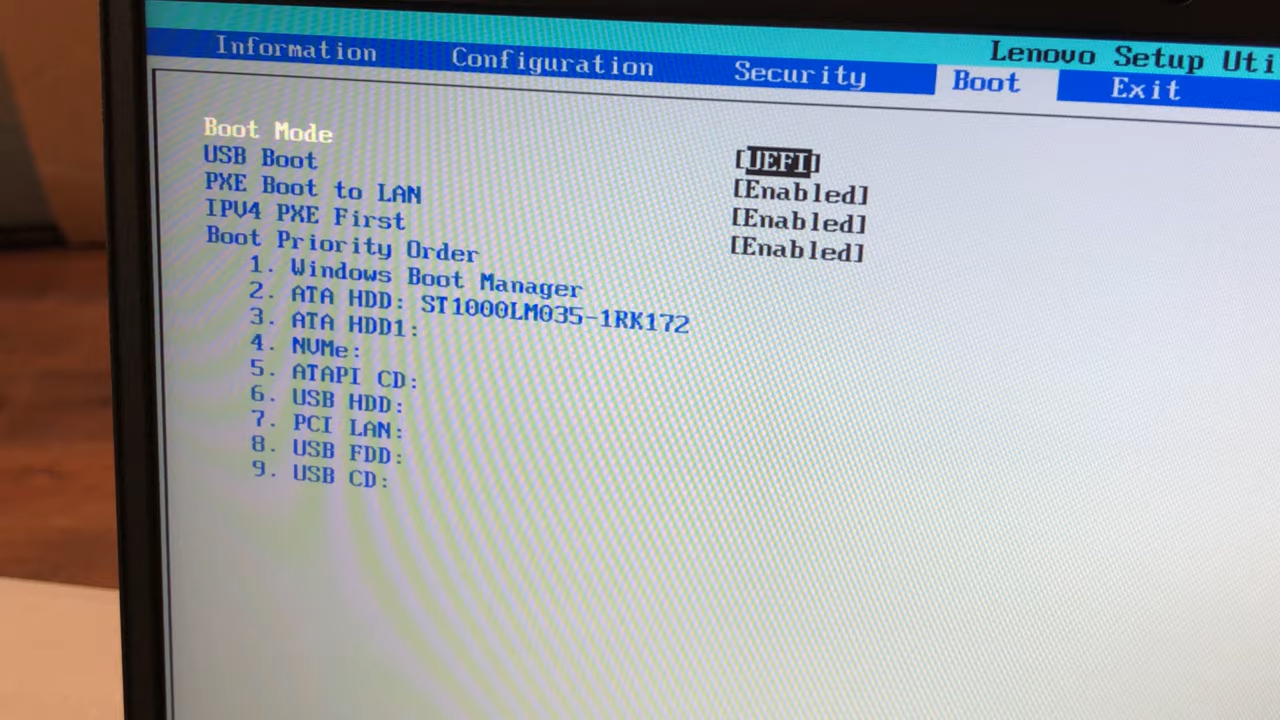 Lenovo Setup Uti
Information Configuration Security Boot Exit
Boot Mode [UEFI]
USB Boot [Enabled]
PXE Boot to LAN [Enabled]
IPV4 PXE First [Enabled]
Boot Priority Order
1. Windows Boot Manager
2. ATA HDD: ST1000LM035-1RK172
3. ATA HDD1:
4. NVMe:
5. ATAPI CD:
6. USB HDD:
7. PCI LAN:
8. USB FDD:
9. USB CD: